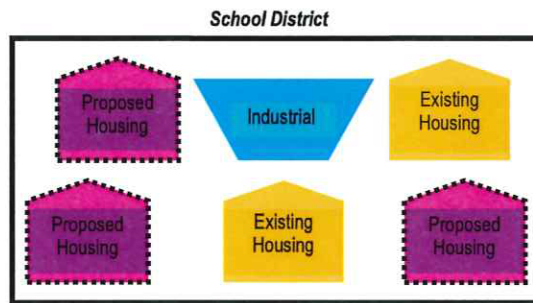 School District
Proposed
Housing
Industrial
Existing
Housing
Proposed
Housing
Existing
Housing
Proposed
Housing